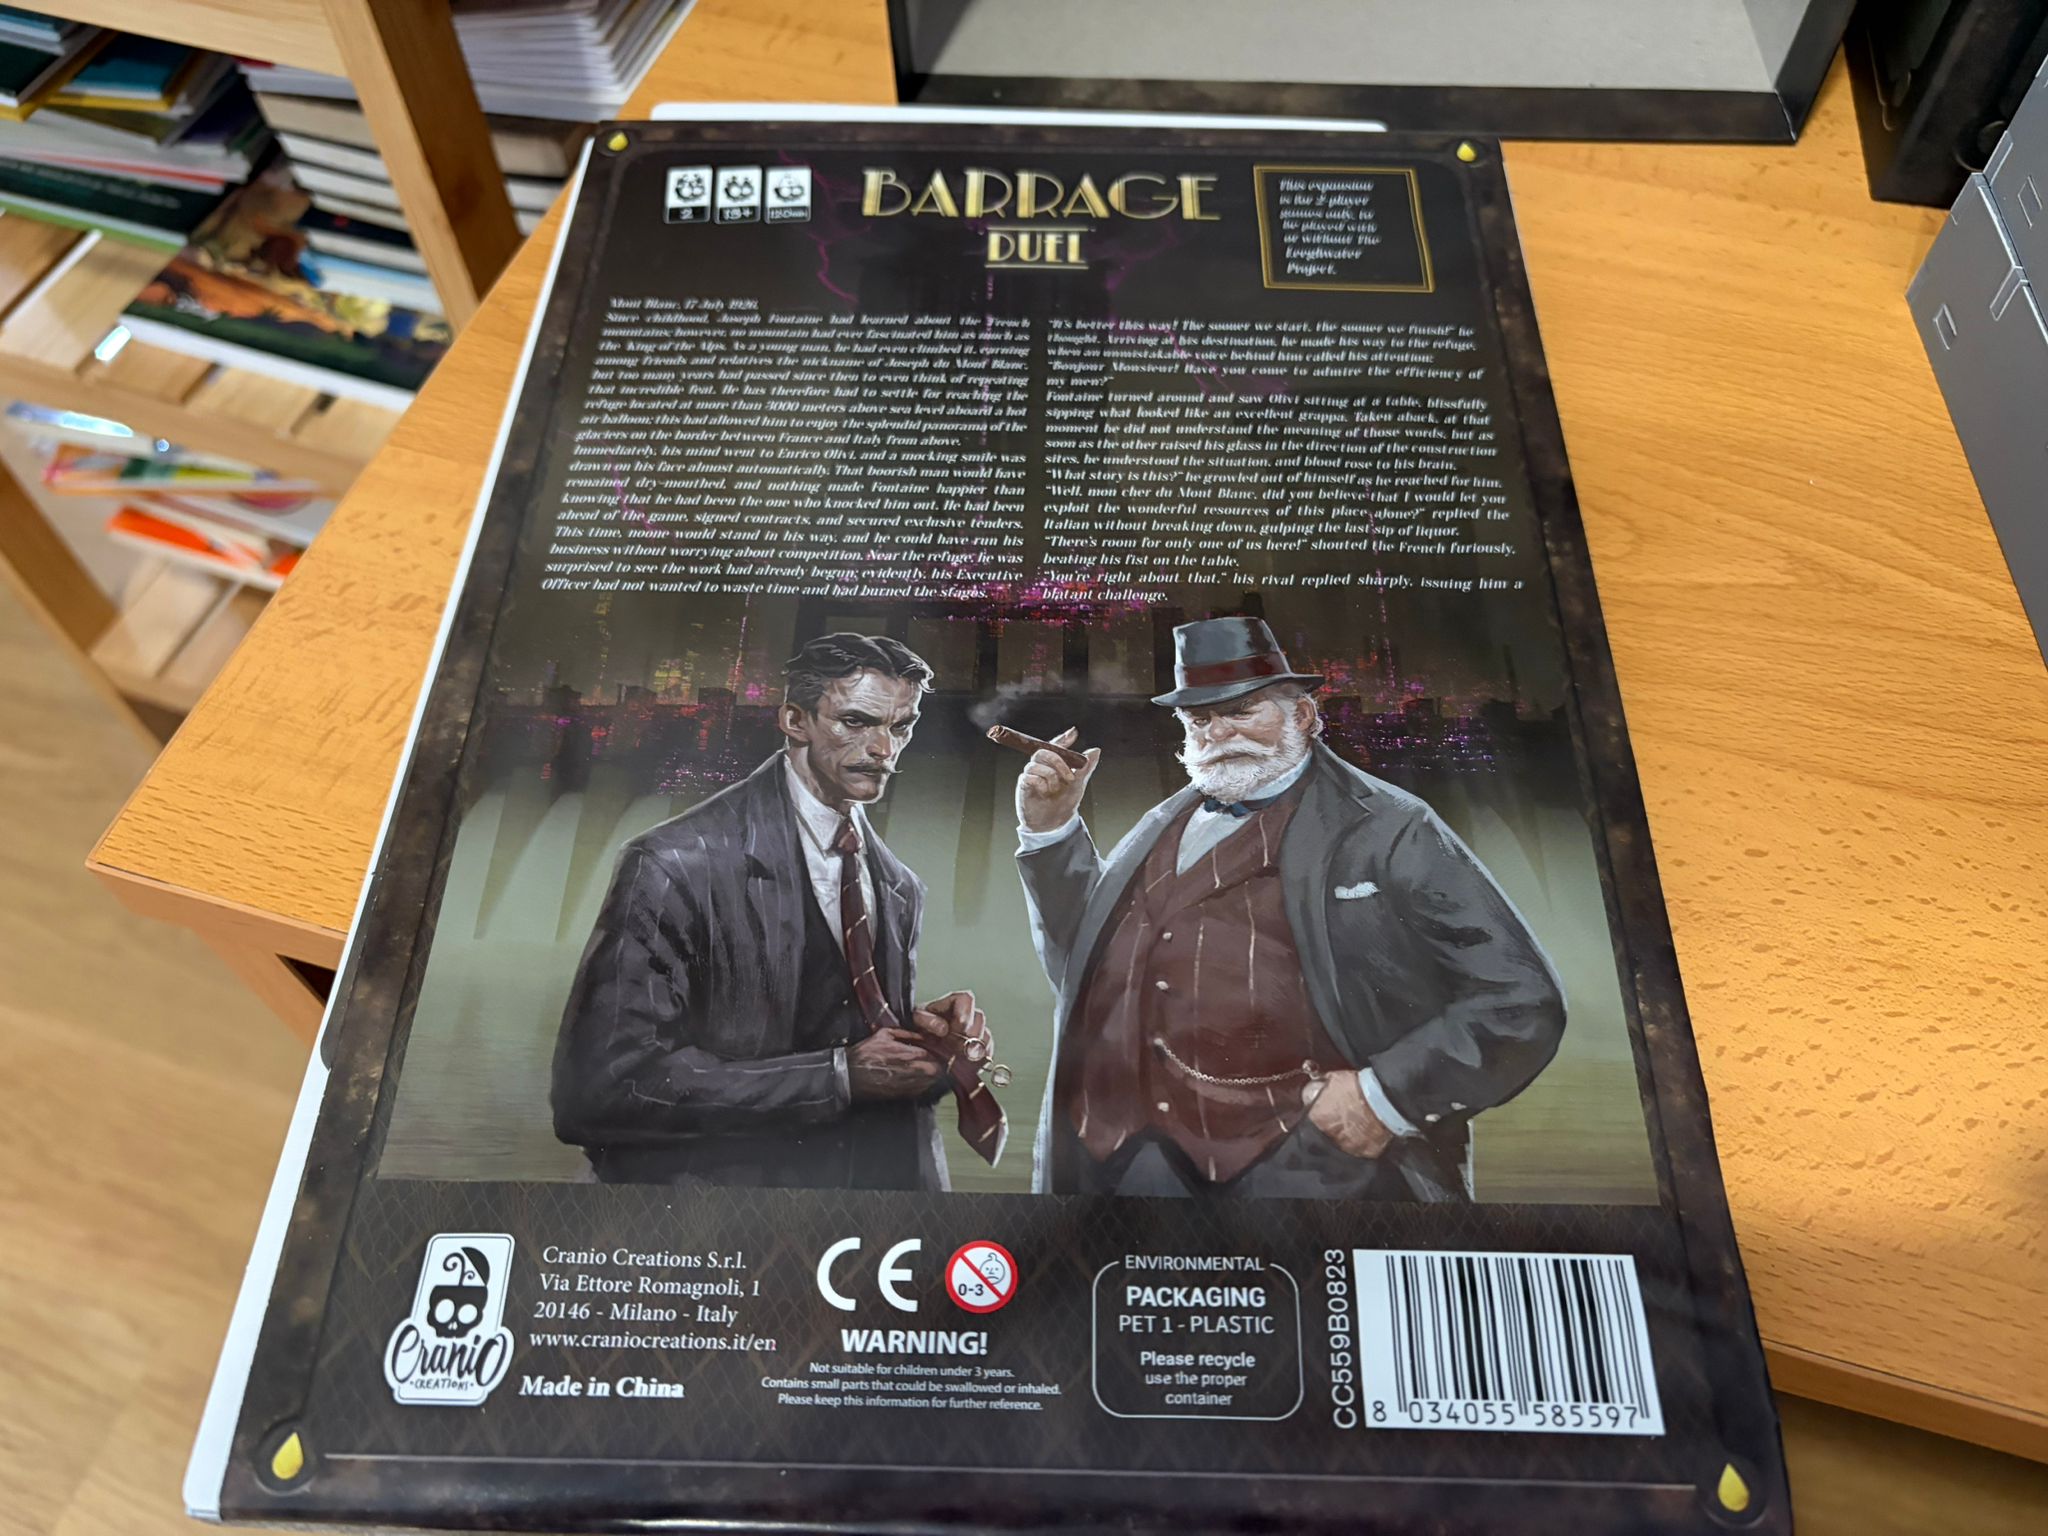 BARRAGE
DUEL
2
120min
This expansion
is for 2 player
games only, to
be played with
or without The
Leeghwater
Project.
Mont Blanc, 17 July 1926.
Since childhood, Joseph Fontaine had learned about the French
mountains; however, no mountain had ever fascinated him as much as
the King of the Alps. As a young man, he had even climbed it, earning
among friends and relatives the nickname of Joseph du Mont Blanc,
but too many years had passed since then to even think of repeating
that incredible feat. He has therefore had to settle for reaching the
refuge located at more than 3000 meters above sea level aboard a hot
air balloon; this had allowed him to enjoy the splendid panorama of the
glaciers on the border between France and Italy from above.
Immediately, his mind went to Enrico Olivi, and a mocking smile was
drawn on his face almost automatically. That boorish man would have
remained dry-mouthed, and nothing made Fontaine happier than
knowing that he had been the one who knocked him out. He had been
ahead of the game, signed contracts, and secured exclusive tenders.
This time, noone would stand in his way, and he could have run his
business without worrying about competition. Near the refuge, he was
surprised to see the work had already begun; evidently, his Executive
Officer had not wanted to waste time and had burned the stages.
"It's better this way! The sooner we start, the sooner we finish!" he
thought. Arriving at his destination, he made his way to the refuge,
when an unmistakable voice behind him called his attention:
"Bonjour Monsieur! Have you come to admire the efficiency of
my men?"
Fontaine turned around and saw Olivi sitting at a table, blissfully
sipping what looked like an excellent grappa. Taken aback, at that
moment he did not understand the meaning of those words, but as
soon as the other raised his glass in the direction of the construction
sites, he understood the situation, and blood rose to his brain.
"What story is this?" he growled out of himself as he reached for him.
"Well, mon cher du Mont Blanc, did you believe that I would let you
exploit the wonderful resources of this place alone?" replied the
Italian without breaking down, gulping the last sip of liquor.
"There's room for only one of us here!" shouted the French furiously,
beating his fist on the table.
"You're right about that," his rival replied sharply, issuing him a
blatant challenge.
Cranio
CREATIONS
Cranio Creations S.r.l.
Via Ettore Romagnoli, 1
20146 - Milano - Italy
www.craniocreations.it/en
Made in China
CE
0-3
WARNING!
Not suitable for children under 3 years.
Contains small parts that could be swallowed or inhaled.
Please keep this information for further reference.
ENVIRONMENTAL
PACKAGING
PET 1 - PLASTIC
Please recycle
use the proper
container
CC559B0823
8 034055 585597